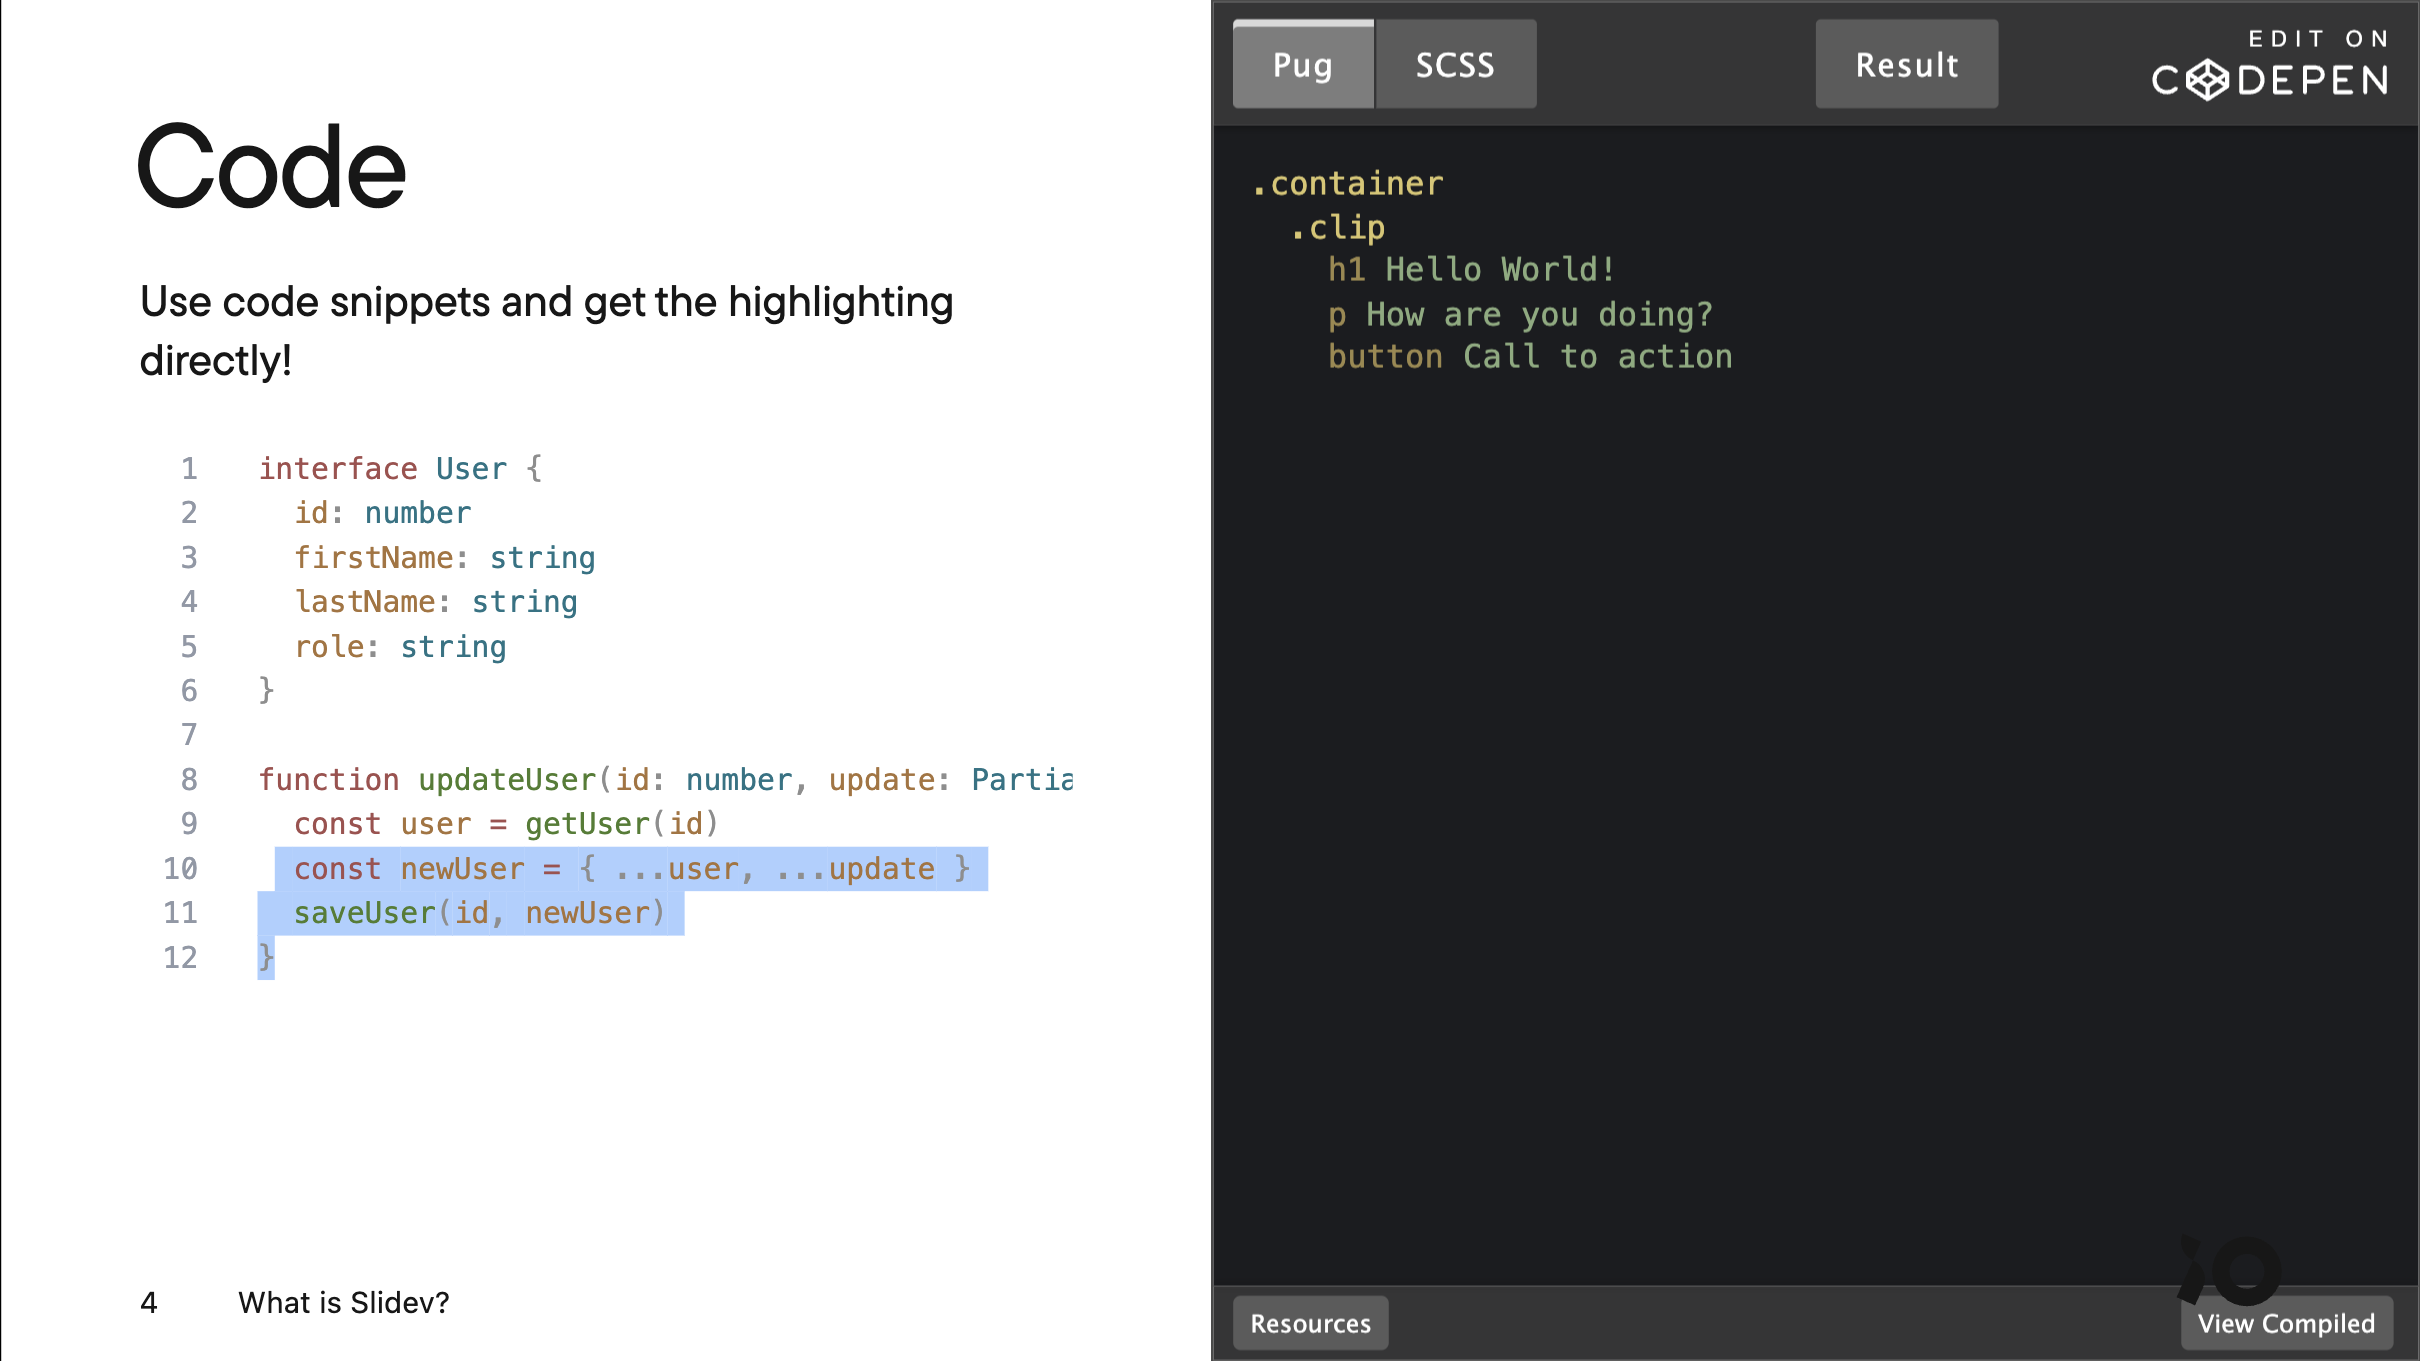 Code
Use code snippets and get the highlighting
directly!
1 interface User {
2 id: number
3 firstName: string
4 lastName: string
5 role: string
6 }
7
8 function updateUser(id: number, update: Partia
9 const user = getUser(id)
10 const newUser = { ...user, ...update }
11 saveUser(id, newUser)
12 }
4 What is Slidev?
Pug SCSS Result
EDIT ON
CODEPEN
.container
.clip
h1 Hello World!
p How are you doing?
button Call to action
iO
Resources View Compiled